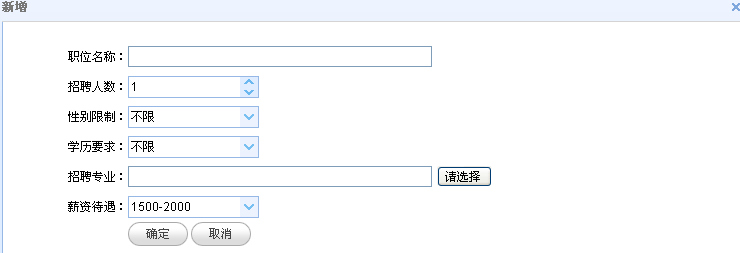 新增
职位名称：
招聘人数：1
性别限制：不限
学历要求：不限
招聘专业： 请选择
薪资待遇：1500-2000
确定 取消